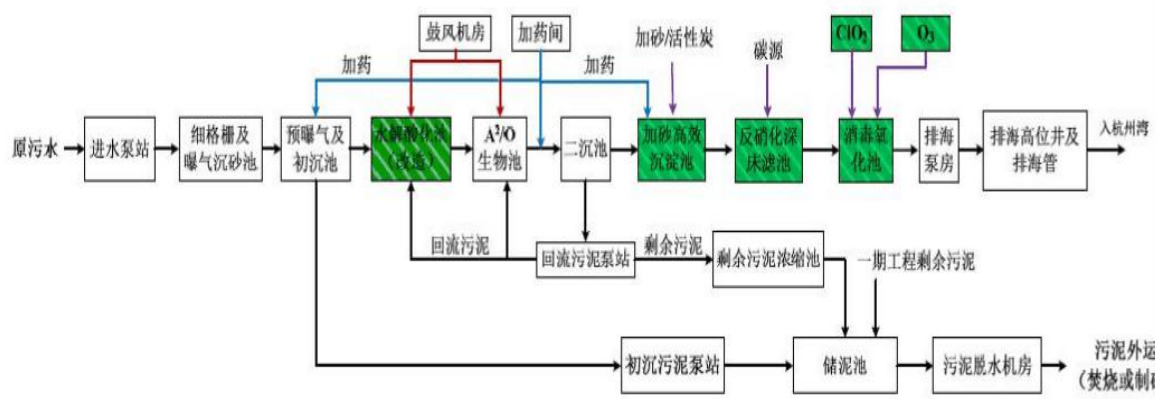 鼓风机房
加药间
加砂/活性炭
碳源
ClO₂
O₃
加药
加药
原污水
进水泵站
细格栅及
曝气沉砂池
预曝气及
初沉池
水解酸化池
(改造)
A²/O
生物池
二沉池
加砂高效
沉淀池
反硝化深
床滤池
消毒氧
化池
排海
泵房
排海高位井及
排海管
入杭州湾
回流污泥
回流污泥泵站
剩余污泥
剩余污泥浓缩池
一期工程剩余污泥
初沉污泥泵站
储泥池
污泥脱水机房
污泥外运
(焚烧或制